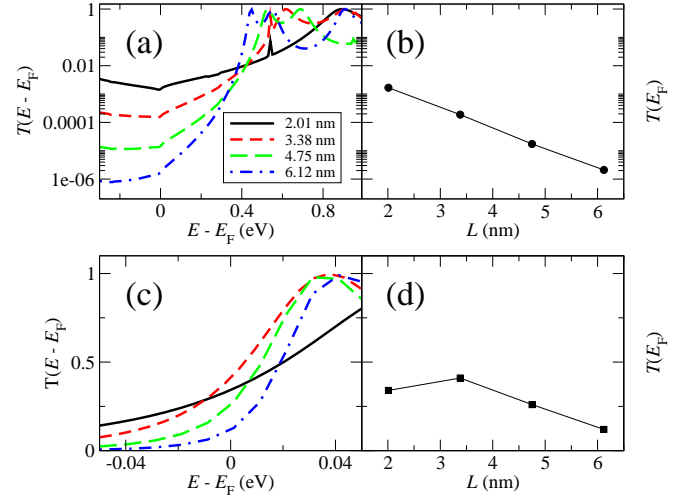 1
0.01
0.0001
1e-06
T(E - E_F)
(a)
2.01 nm
3.38 nm
4.75 nm
6.12 nm
0 0.4 0.8
E - E_F (eV)
(b)
T(E_F)
2 3 4 5 6
L (nm)
1
0.5
0
T(E - E_F)
(c)
-0.04 0 0.04
E - E_F (eV)
(d)
T(E_F)
2 3 4 5 6
L (nm)